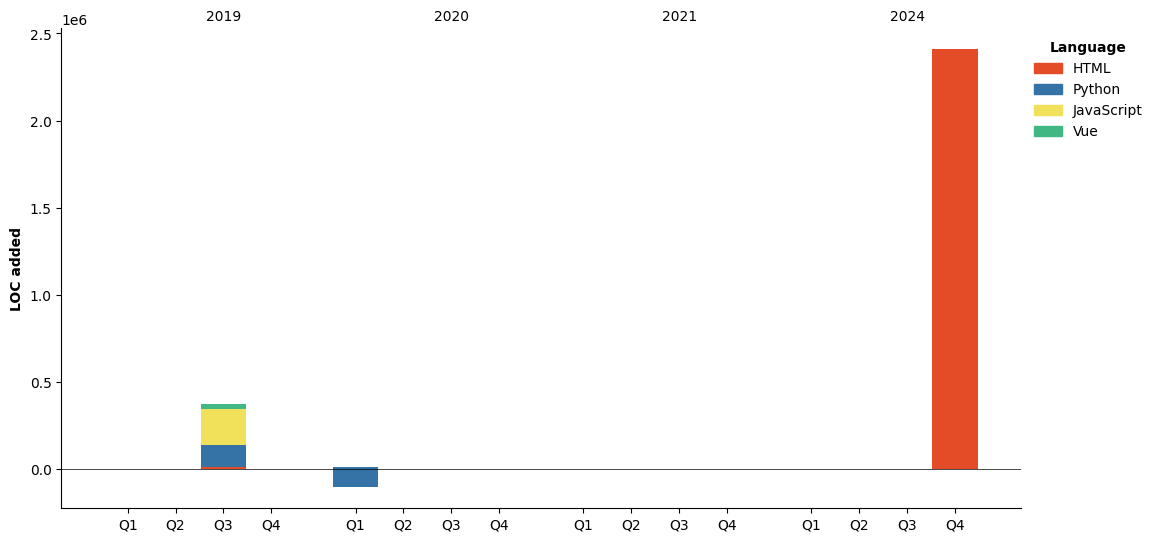 2019 2020 2021 2024
1e6
2.5
2.0
1.5
1.0
0.5
0.0
LOC added
Q1 Q2 Q3 Q4 Q1 Q2 Q3 Q4 Q1 Q2 Q3 Q4 Q1 Q2 Q3 Q4
Language
HTML
Python
JavaScript
Vue